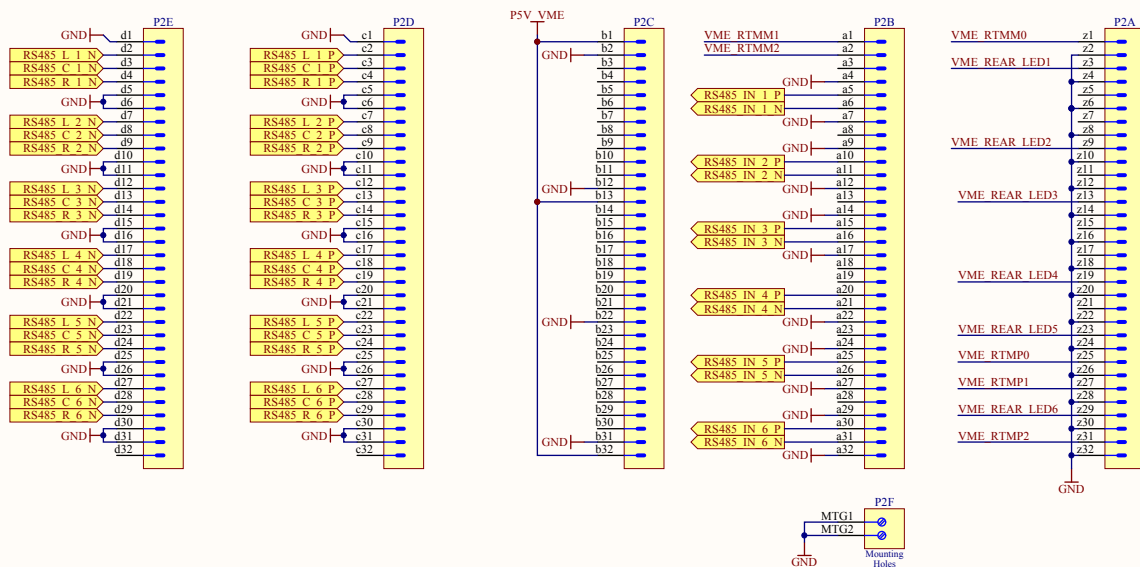 P2E
GND d1
RS485_L_1_N d2
RS485_C_1_N d3
RS485_R_1_N d4
d5
GND d6
RS485_L_2_N d7
RS485_C_2_N d8
RS485_R_2_N d9
d10
GND d11
RS485_L_3_N d12
RS485_C_3_N d13
RS485_R_3_N d14
d15
GND d16
RS485_L_4_N d17
RS485_C_4_N d18
RS485_R_4_N d19
d20
GND d21
RS485_L_5_N d22
RS485_C_5_N d23
RS485_R_5_N d24
d25
GND d26
RS485_L_6_N d27
RS485_C_6_N d28
RS485_R_6_N d29
d30
GND d31
d32
P2D
GND c1
RS485_L_1_P c2
RS485_C_1_P c3
RS485_R_1_P c4
c5
GND c6
RS485_L_2_P c7
RS485_C_2_P c8
RS485_R_2_P c9
c10
GND c11
RS485_L_3_P c12
RS485_C_3_P c13
RS485_R_3_P c14
c15
GND c16
RS485_L_4_P c17
RS485_C_4_P c18
RS485_R_4_P c19
c20
GND c21
RS485_L_5_P c22
RS485_C_5_P c23
RS485_R_5_P c24
c25
GND c26
RS485_L_6_P c27
RS485_C_6_P c28
RS485_R_6_P c29
c30
GND c31
c32
P5V_VME
P2C
b1
GND b2
b3
b4
b5
b6
b7
b8
b9
b10
b11
GND b12
b13
b14
b15
b16
b17
b18
b19
b20
b21
GND b22
b23
b24
b25
b26
b27
b28
b29
b30
GND b31
b32
P2B
VME_RTMM1 a1
VME_RTMM2 a2
a3
GND a4
RS485_IN_1_P a5
RS485_IN_1_N a6
GND a7
a8
GND a9
RS485_IN_2_P a10
RS485_IN_2_N a11
GND a12
a13
GND a14
RS485_IN_3_P a15
RS485_IN_3_N a16
GND a17
a18
a19
RS485_IN_4_P a20
RS485_IN_4_N a21
GND a22
a23
GND a24
RS485_IN_5_P a25
RS485_IN_5_N a26
GND a27
a28
GND a29
RS485_IN_6_P a30
RS485_IN_6_N a31
GND a32
P2A
VME_RTMM0 z1
z2
VME_REAR_LED1 z3
z4
z5
z6
z7
z8
VME_REAR_LED2 z9
z10
z11
z12
VME_REAR_LED3 z13
z14
z15
z16
z17
z18
VME_REAR_LED4 z19
z20
z21
z22
VME_REAR_LED5 z23
z24
VME_RTMP0 z25
z26
VME_RTMP1 z27
z28
VME_REAR_LED6 z29
z30
VME_RTMP2 z31
z32
GND
P2F
MTG1
MTG2
GND
Mounting
Holes